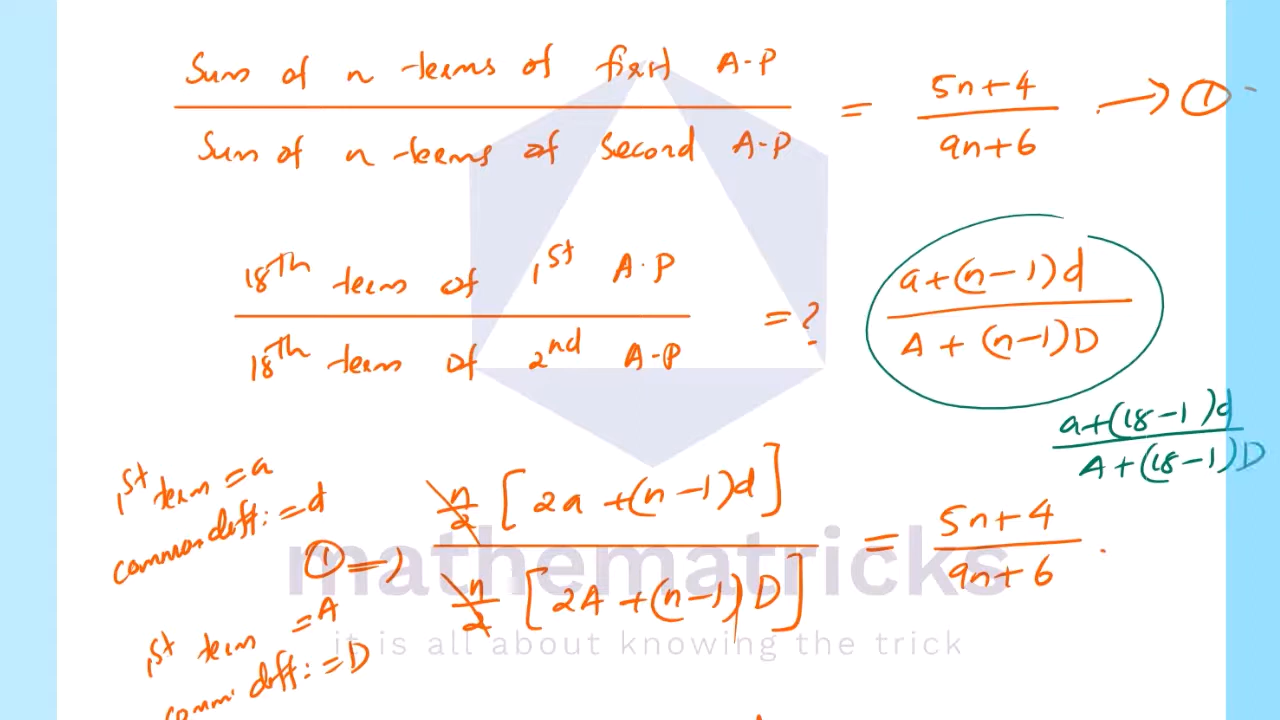 Sum of n terms of first A.P
Sum of n terms of second A.P
= 5n+4 / 9n+6 → ①
18th term of 1st A.P
18th term of 2nd A.P
= ?
a+(n-1)d
A+(n-1)D
a+(18-1)d
A+(18-1)D
1st term = a
common diff: = d
① ⇒ n/2 [2a+(n-1)d]
n/2 [2A+(n-1)D]
= 5n+4 / 9n+6
1st term = A
comm. diff: = D
mathematricks
it is all about knowing the trick